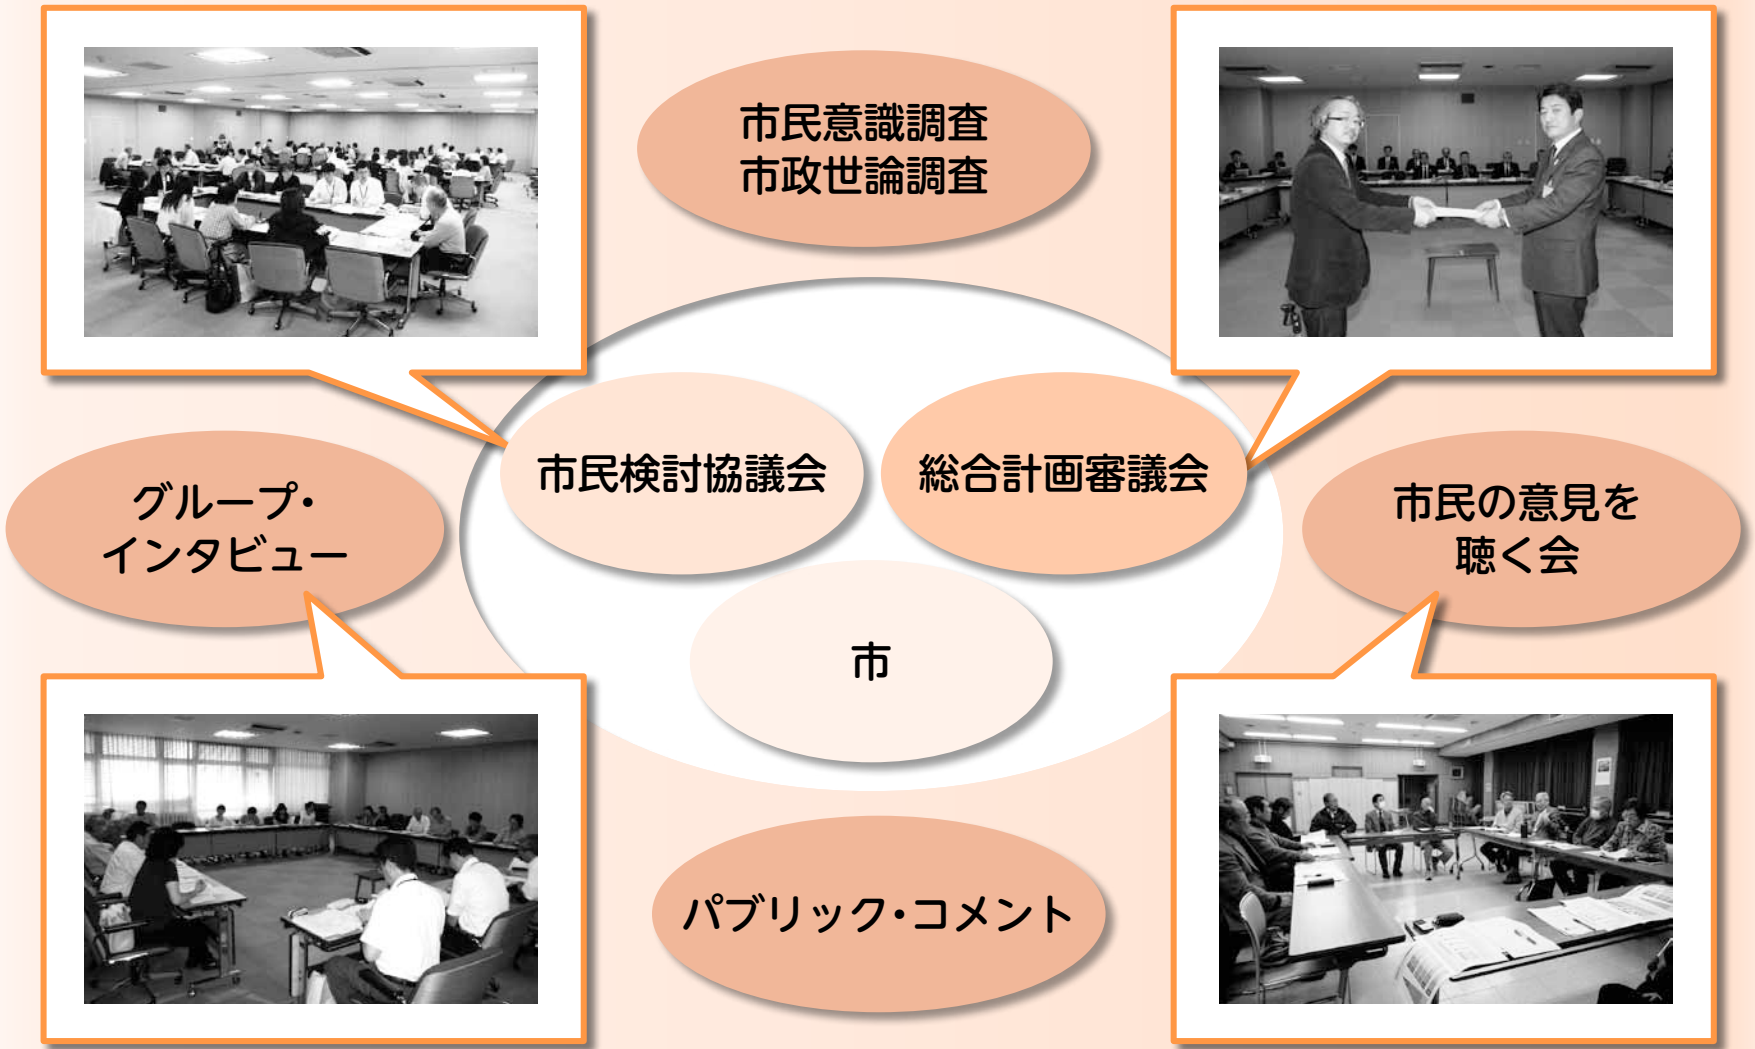 市民意識調査
市政世論調査
市民検討協議会
総合計画審議会
グループ・
インタビュー
市民の意見を
聴く会
市
パブリック・コメント